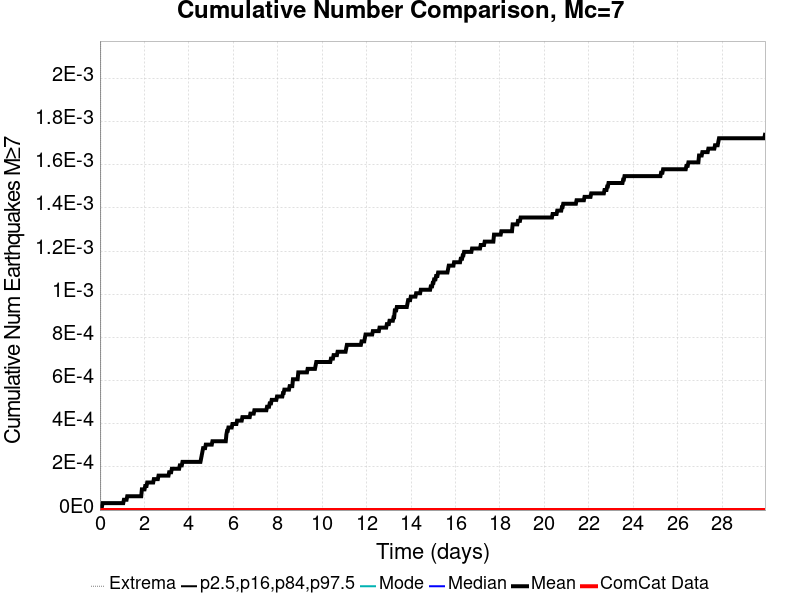 Cumulative Number Comparison, Mc=7
Cumulative Num Earthquakes M≥7
2E-3
1.8E-3
1.6E-3
1.4E-3
1.2E-3
1E-3
8E-4
6E-4
4E-4
2E-4
0E0
0 2 4 6 8 10 12 14 16 18 20 22 24 26 28
Time (days)
Extrema p2.5,p16,p84,p97.5 Mode Median Mean ComCat Data